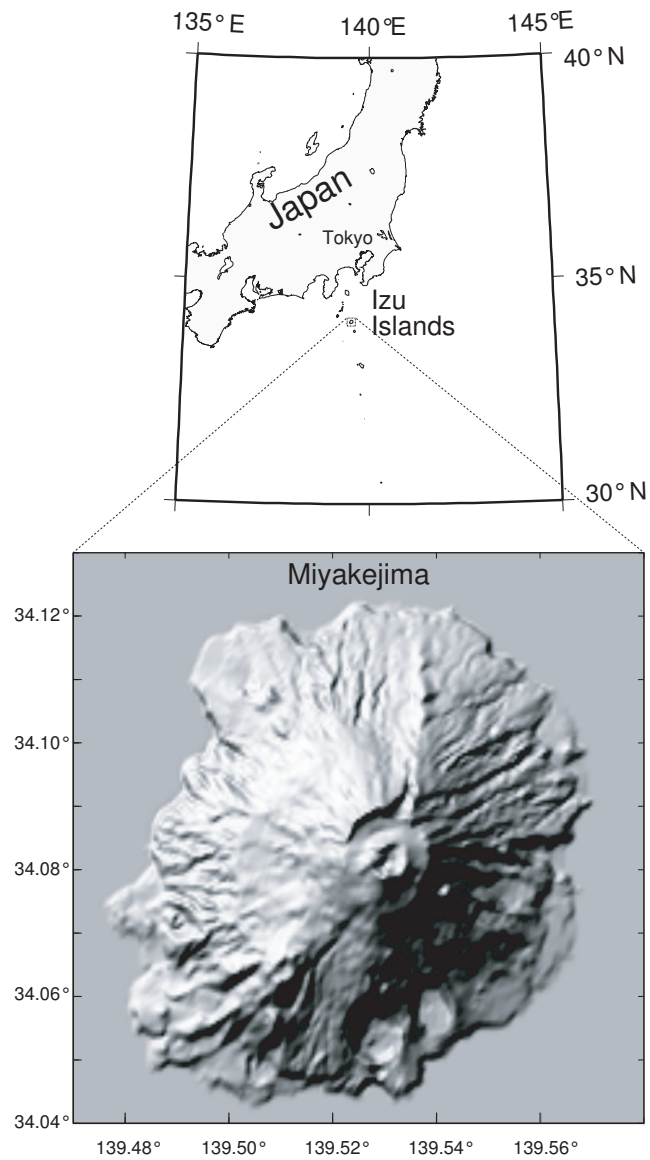 135° E
140°E
145°E
40° N
Japan
Tokyo
35° N
Izu
Islands
30° N
Miyakejima
34.12°
34.10°
34.08°
34.06°
34.04°
139.48°
139.50°
139.52°
139.54°
139.56°